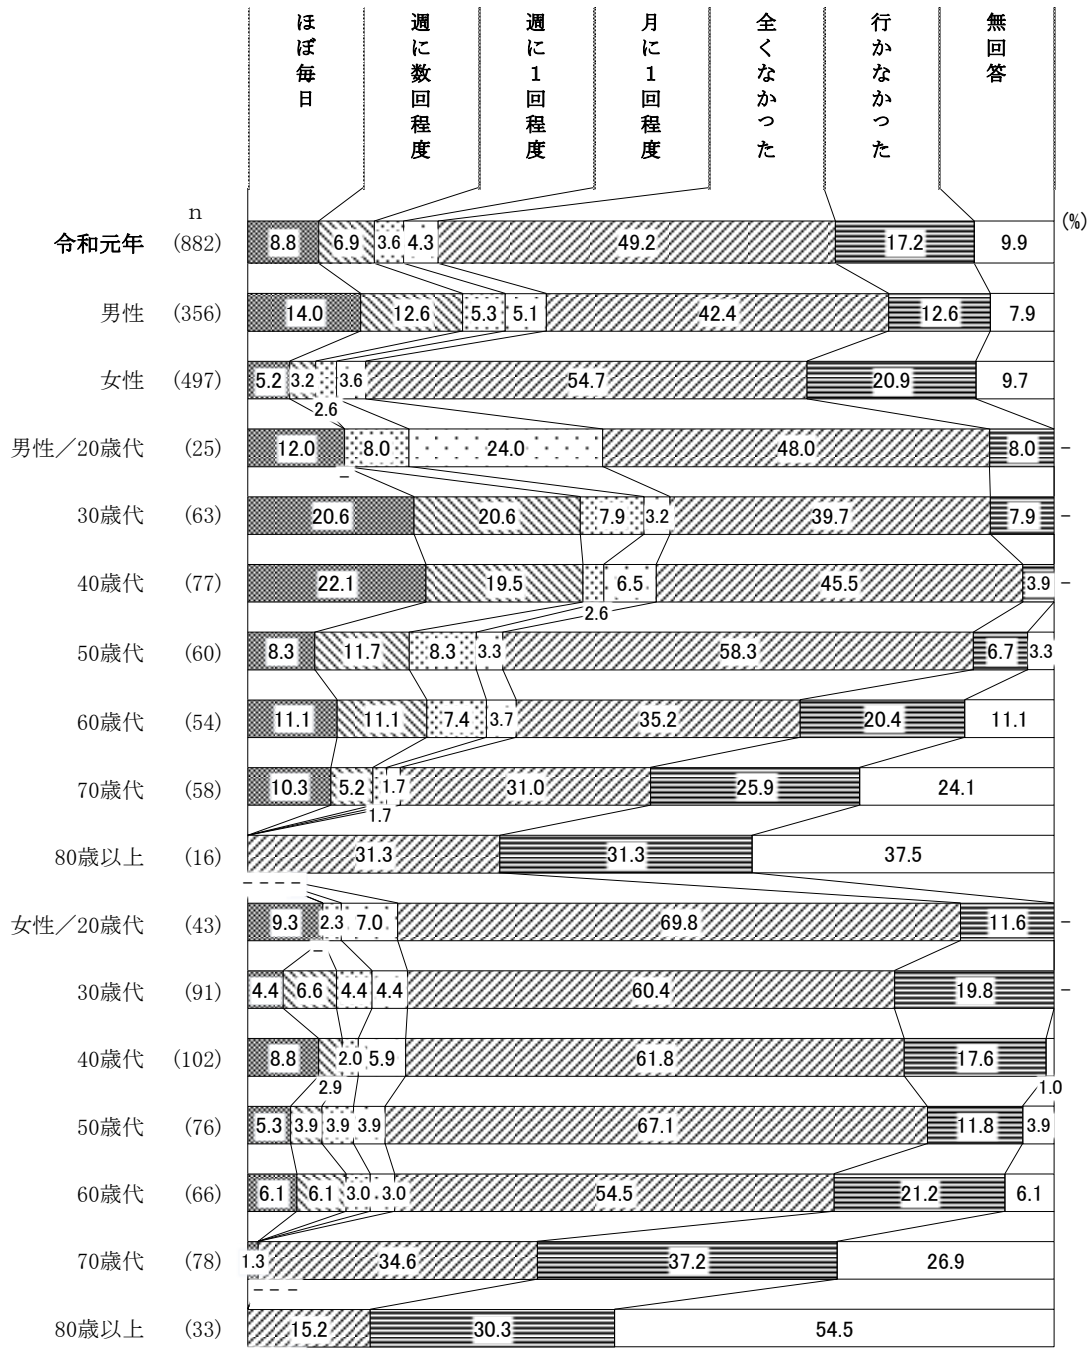 ほぼ毎日
週に数回程度
週に１回程度
月に１回程度
全くなかった
行かなかった
無回答
n
(%)
令和元年 (882) 8.8 6.9 3.6 4.3 49.2 17.2 9.9
男性 (356) 14.0 12.6 5.3 5.1 42.4 12.6 7.9
女性 (497) 5.2 3.2 3.6 54.7 20.9 9.7
2.6
男性／20歳代 (25) 12.0 8.0 24.0 48.0 8.0 -
-
30歳代 (63) 20.6 20.6 7.9 3.2 39.7 7.9 -
40歳代 (77) 22.1 19.5 6.5 45.5 3.9 -
2.6
50歳代 (60) 8.3 11.7 8.3 3.3 58.3 6.7 3.3
60歳代 (54) 11.1 11.1 7.4 3.7 35.2 20.4 11.1
70歳代 (58) 10.3 5.2 1.7 31.0 25.9 24.1
1.7
80歳以上 (16) 31.3 31.3 37.5
- - - -
女性／20歳代 (43) 9.3 2.3 7.0 69.8 11.6 -
-
30歳代 (91) 4.4 6.6 4.4 4.4 60.4 19.8 -
40歳代 (102) 8.8 2.0 5.9 61.8 17.6
2.9 1.0
50歳代 (76) 5.3 3.9 3.9 3.9 67.1 11.8 3.9
60歳代 (66) 6.1 6.1 3.0 3.0 54.5 21.2 6.1
70歳代 (78) 1.3 34.6 37.2 26.9
- - - -
80歳以上 (33) 15.2 30.3 54.5